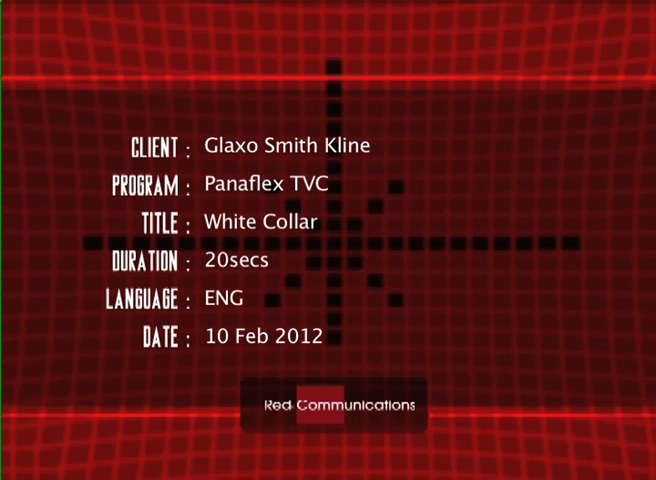 CLIENT : Glaxo Smith Kline
PROGRAM : Panaflex TVC
TITLE : White Collar
DURATION : 20secs
LANGUAGE : ENG
DATE : 10 Feb 2012
Red Communications